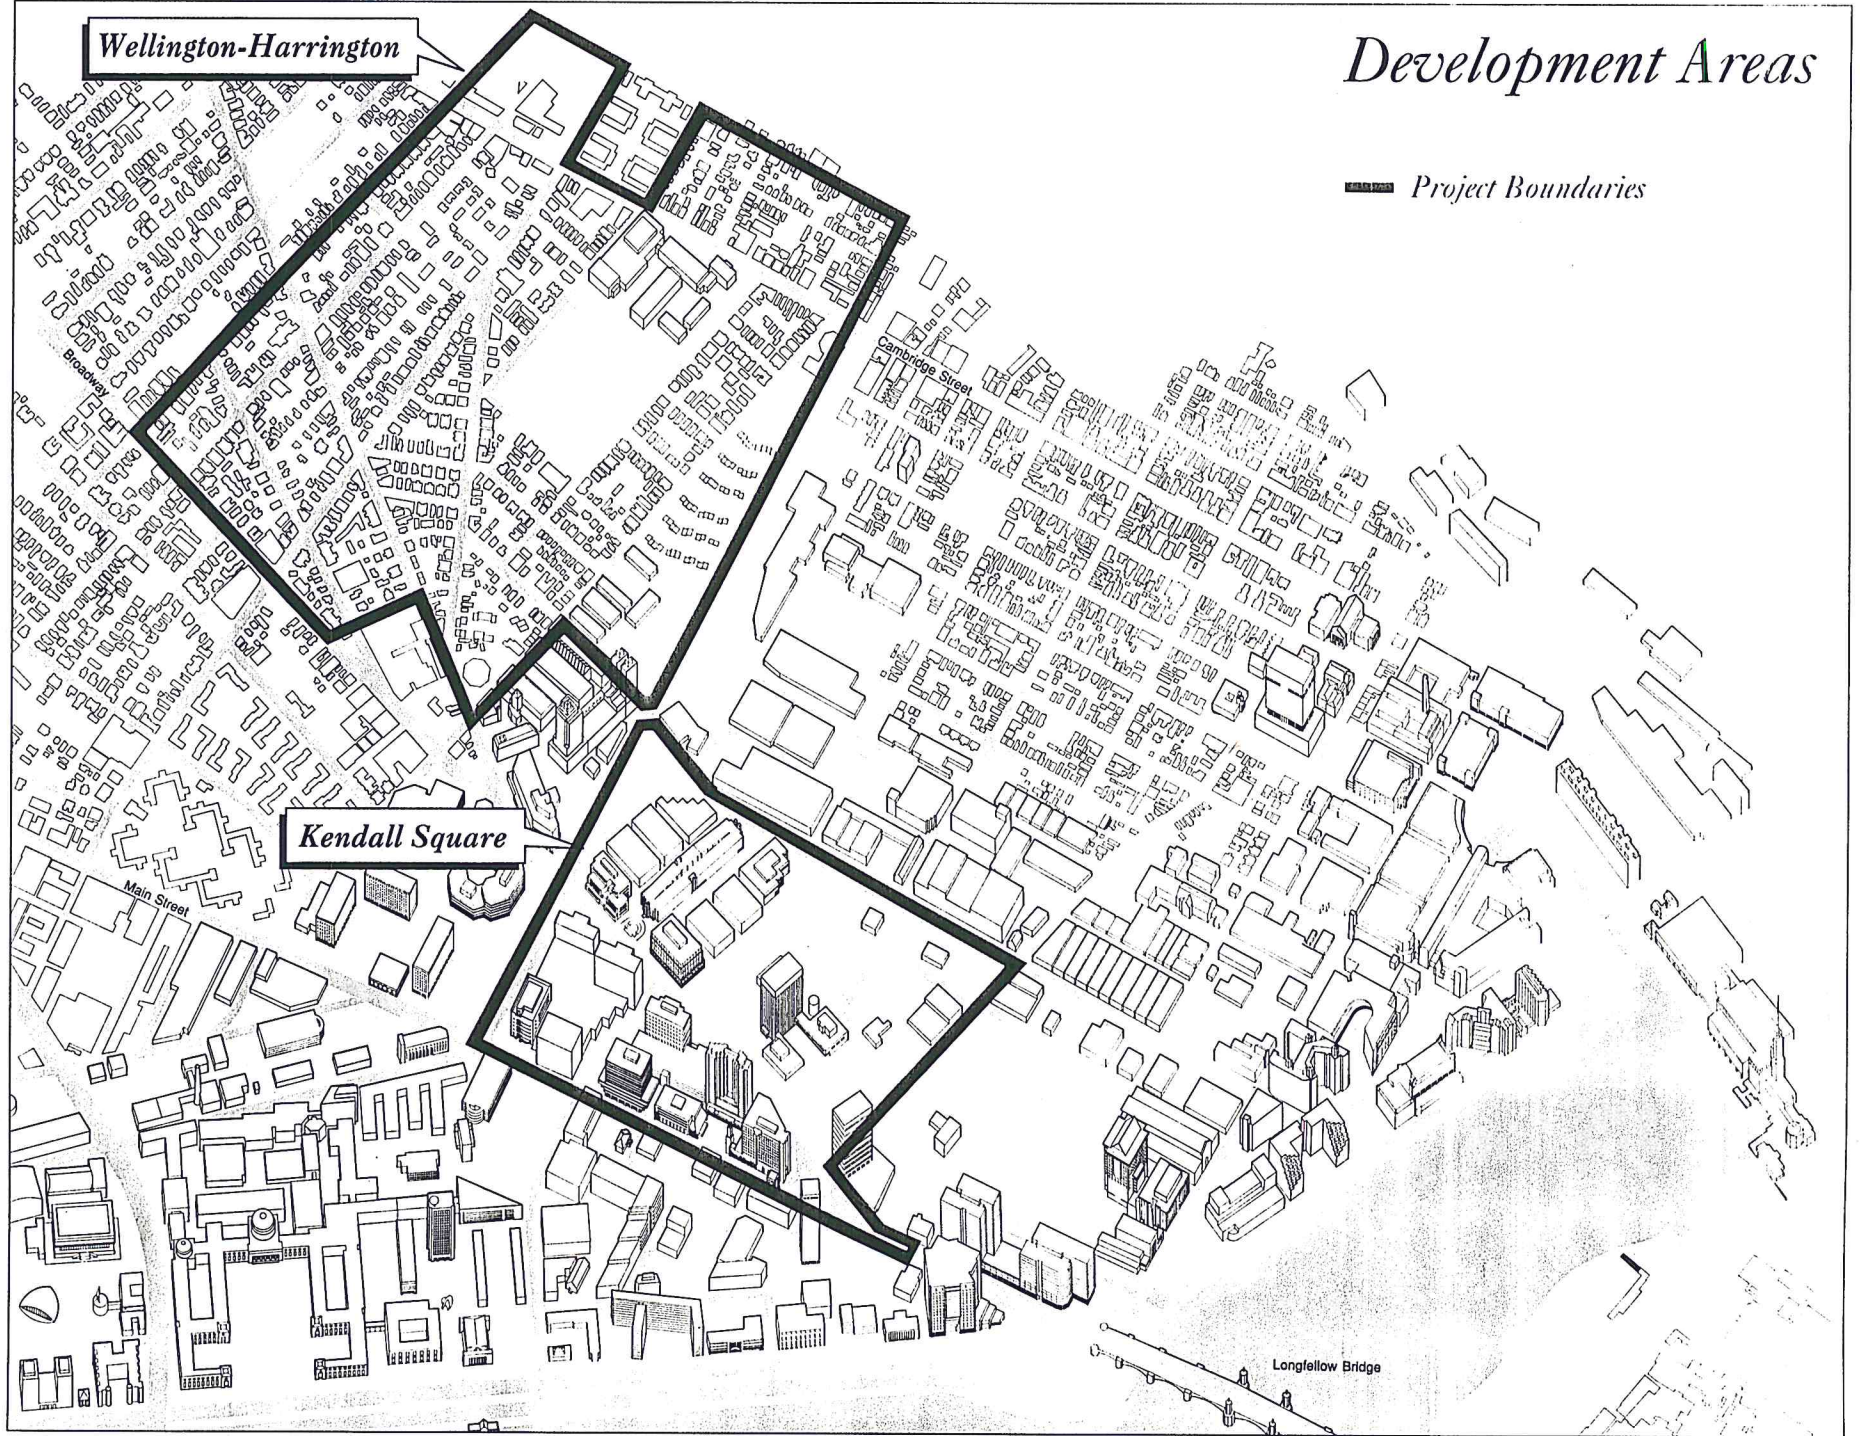 Wellington-Harrington
Development Areas
Project Boundaries
Broadway
Cambridge Street
Kendall Square
Main Street
Longfellow Bridge